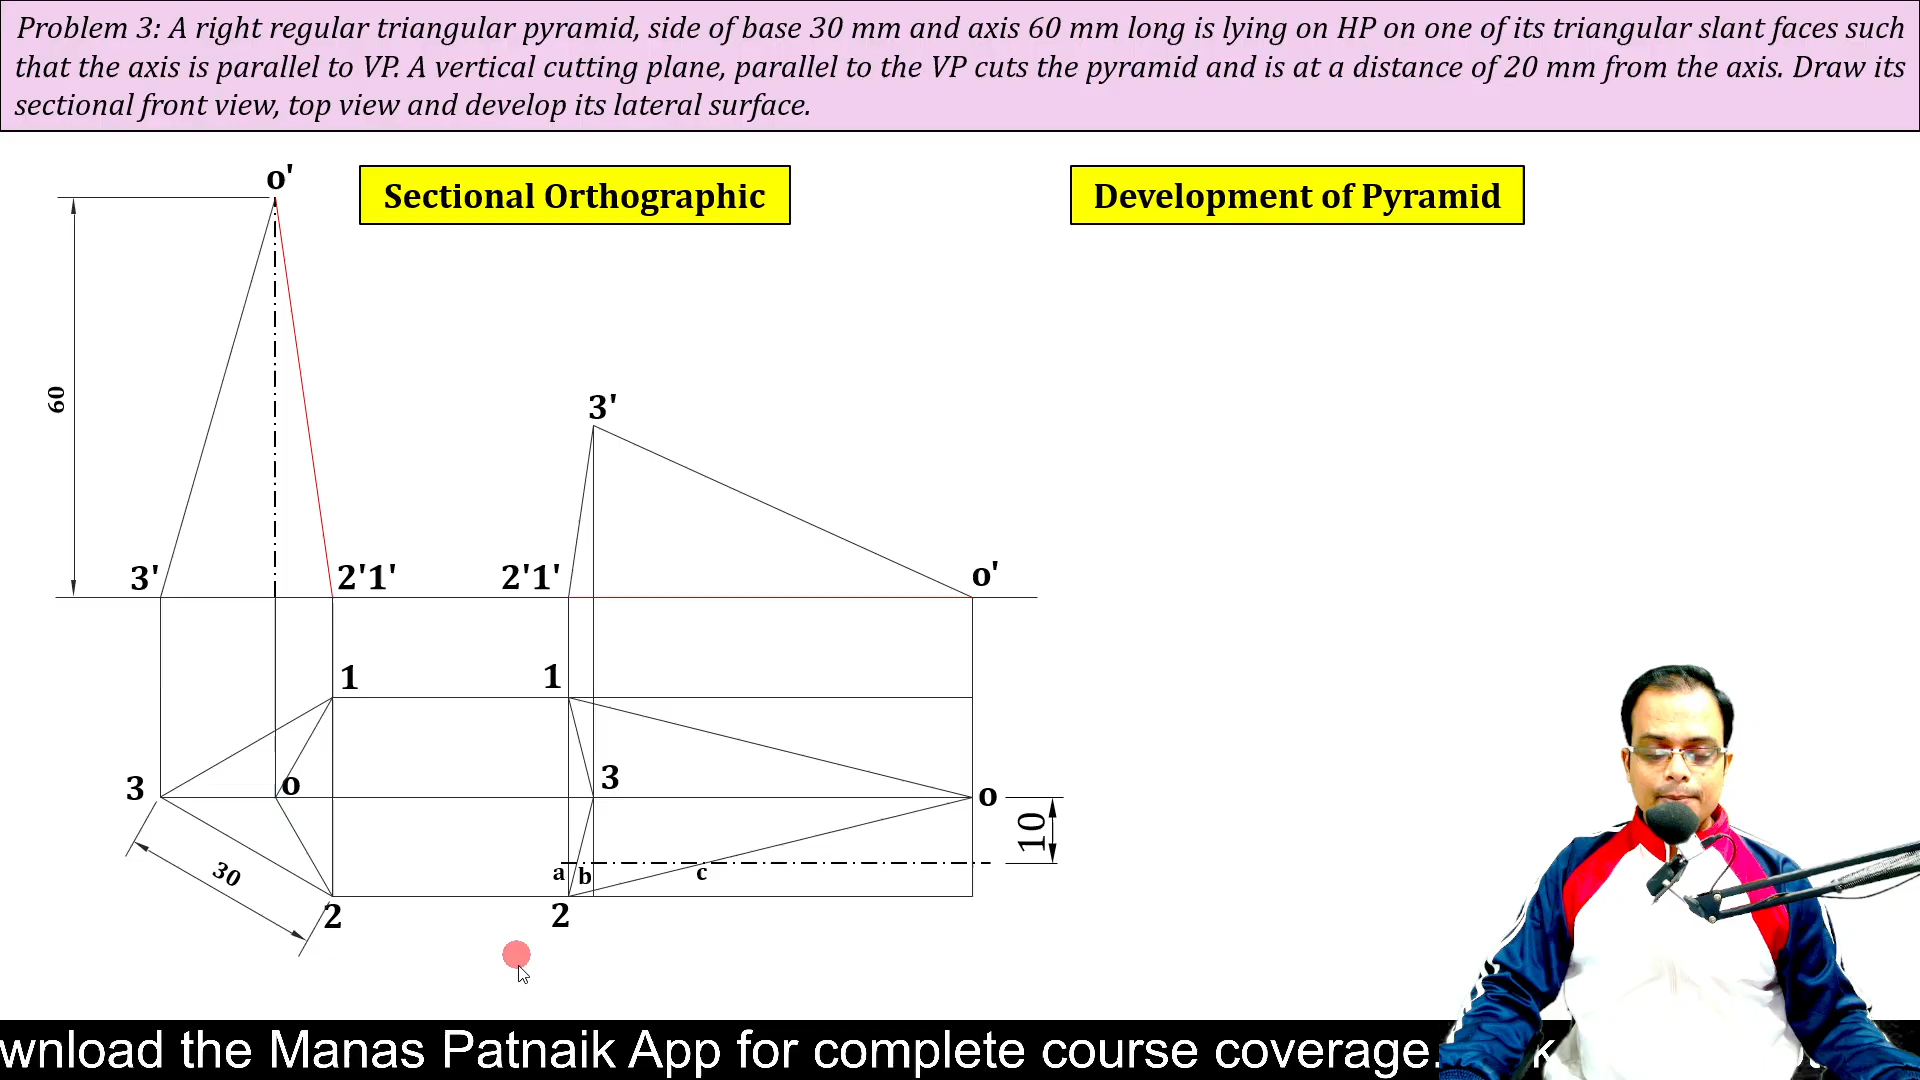 Problem 3: A right regular triangular pyramid, side of base 30 mm and axis 60 mm long is lying on HP on one of its triangular slant faces such
that the axis is parallel to VP. A vertical cutting plane, parallel to the VP cuts the pyramid and is at a distance of 20 mm from the axis. Draw its
sectional front view, top view and develop its lateral surface.
o'
Sectional Orthographic
Development of Pyramid
60
3'
3'
2'1'
2'1'
o'
1
1
3
o
3
o
10
30
a
b
c
2
2
wnload the Manas Patnaik App for complete course coverage.